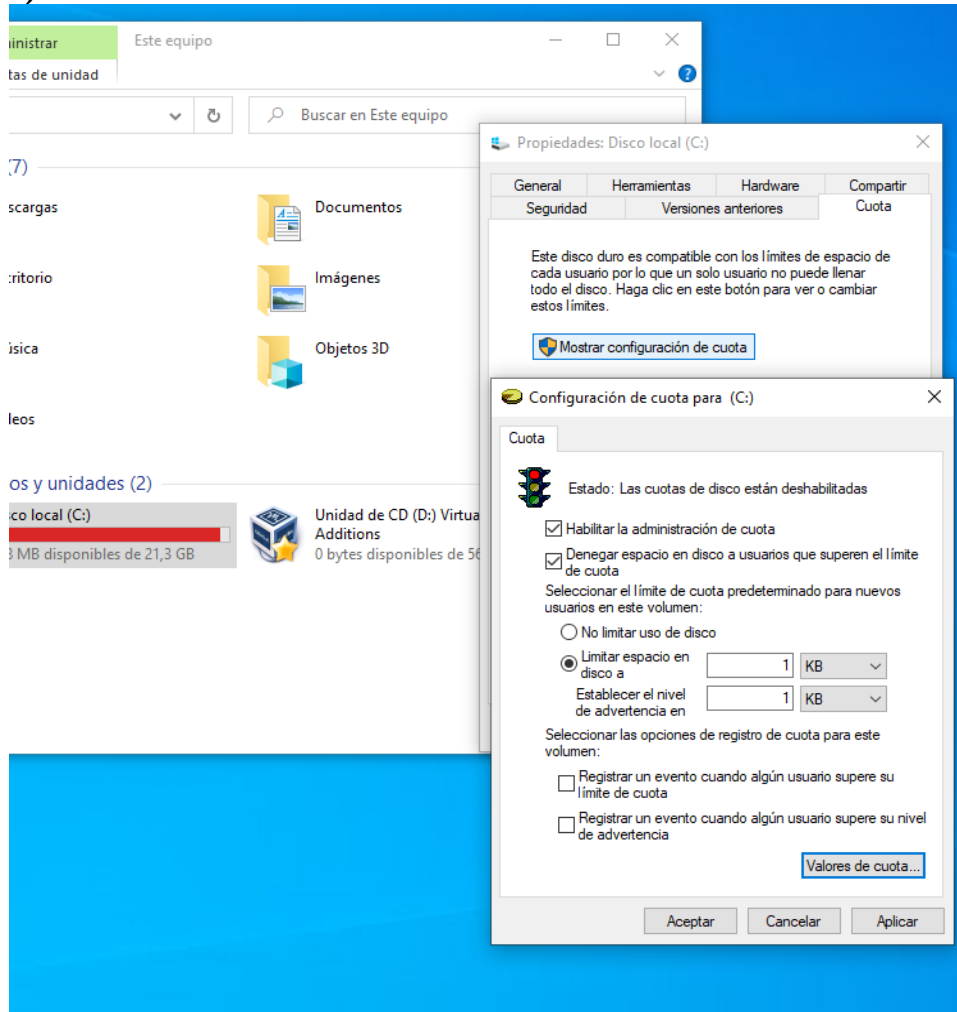 Este equipo
Buscar en Este equipo
(7)
Documentos
Imágenes
Objetos 3D
os y unidades (2)
co local (C:)
MB disponibles de 21,3 GB
Unidad de CD (D:) Virtua
Additions
0 bytes disponibles de 56
Propiedades: Disco local (C:)
General
Herramientas
Hardware
Compartir
Seguridad
Versiones anteriores
Cuota
Este disco duro es compatible con los límites de espacio de
cada usuario por lo que un solo usuario no puede llenar
todo el disco. Haga clic en este botón para ver o cambiar
estos límites.
Mostrar configuración de cuota
Configuración de cuota para (C:)
Cuota
Estado: Las cuotas de disco están deshabilitadas
Habilitar la administración de cuota
Denegar espacio en disco a usuarios que superen el límite
de cuota
Seleccionar el límite de cuota predeterminado para nuevos
usuarios en este volumen:
No limitar uso de disco
Limitar espacio en
disco a
1 KB
Establecer el nivel
de advertencia en
1 KB
Seleccionar las opciones de registro de cuota para este
volumen:
Registrar un evento cuando algún usuario supere su
límite de cuota
Registrar un evento cuando algún usuario supere su nivel
de advertencia
Valores de cuota...
Aceptar
Cancelar
Aplicar